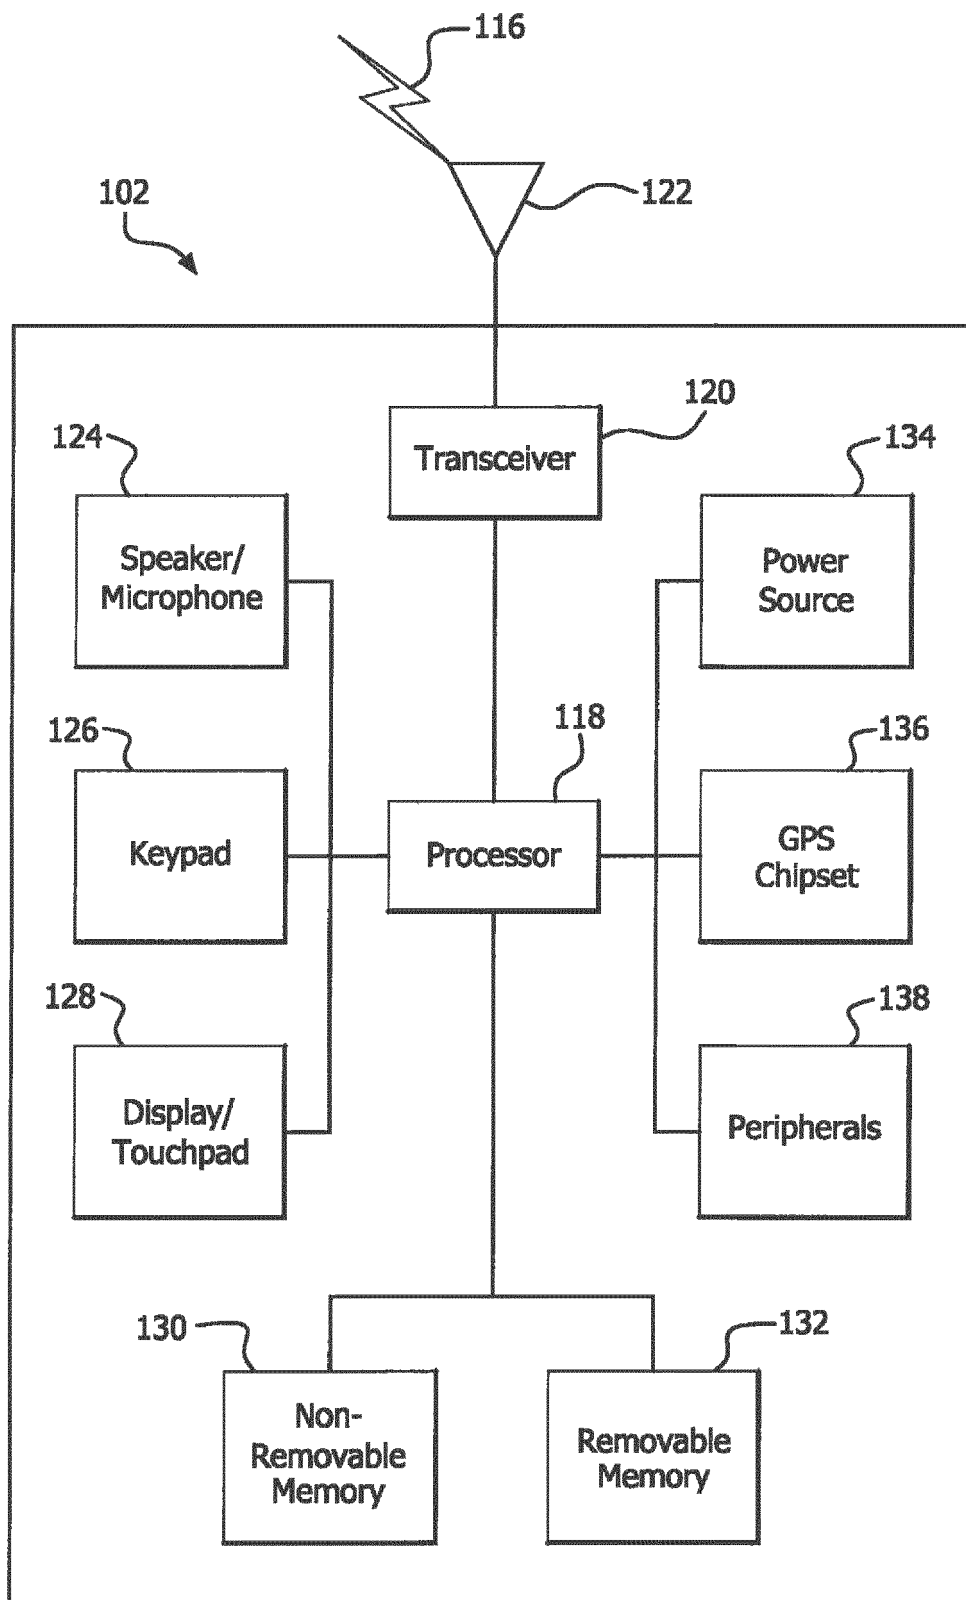 116
122
102
120
Transceiver
124
Speaker/
Microphone
134
Power
Source
118
Processor
126
Keypad
136
GPS
Chipset
128
Display/
Touchpad
138
Peripherals
130
Non-
Removable
Memory
132
Removable
Memory